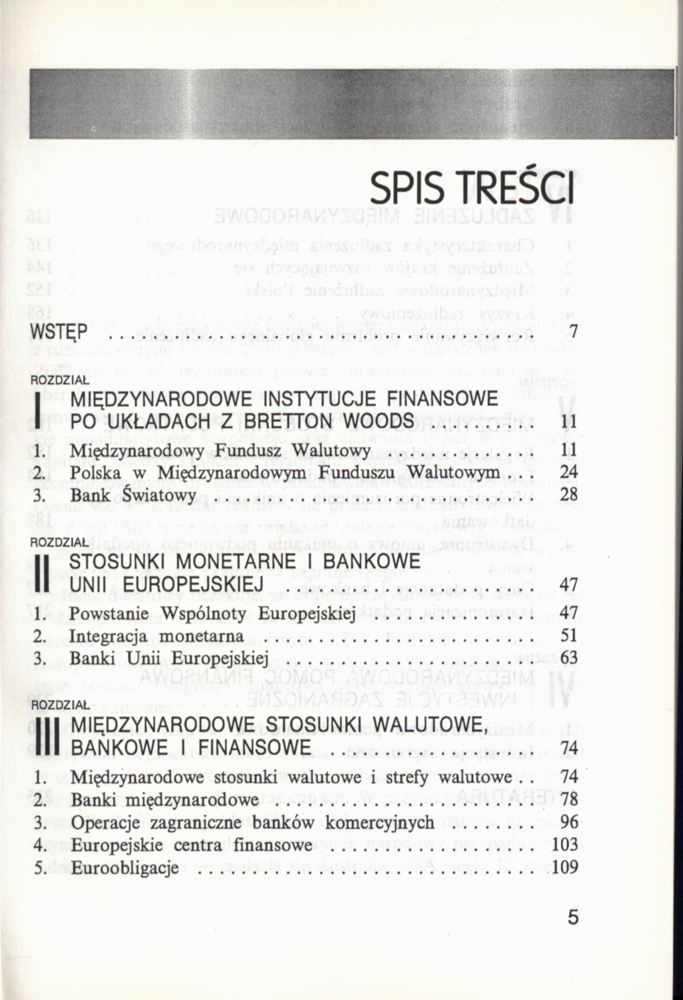 SPIS TREŚCI
WSTĘP ........................................ 7
ROZDZIAŁ
I MIĘDZYNARODOWE INSTYTUCJE FINANSOWE
PO UKŁADACH Z BRETTON WOODS .......... 11
1. Międzynarodowy Fundusz Walutowy .............. 11
2. Polska w Międzynarodowym Funduszu Walutowym ... 24
3. Bank Światowy ............................... 28
ROZDZIAŁ
II STOSUNKI MONETARNE I BANKOWE
UNII EUROPEJSKIEJ ......................... 47
1. Powstanie Wspólnoty Europejskiej ............... 47
2. Integracja monetarna ......................... 51
3. Banki Unii Europejskiej ....................... 63
ROZDZIAŁ
III MIĘDZYNARODOWE STOSUNKI WALUTOWE,
BANKOWE I FINANSOWE .................... 74
1. Międzynarodowe stosunki walutowe i strefy walutowe .. 74
2. Banki międzynarodowe ........................ 78
3. Operacje zagraniczne banków komercyjnych ........ 96
4. Europejskie centra finansowe .................... 103
5. Euroobligacje ............................... 109
5